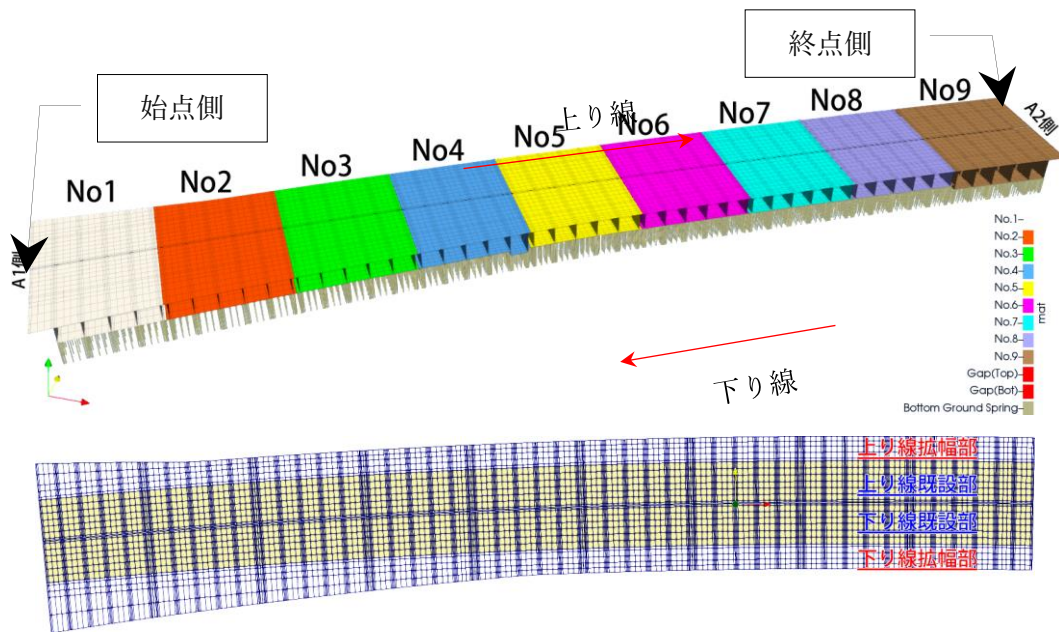 終点側
始点側
No9
No8
上り線
No7
No6
No5
No4
No3
No2
No1
A2側
A1側
No.1
No.2
No.3
No.4
No.5
No.6
No.7
No.8
No.9
Gap(Top)
Gap(Bot)
Bottom Ground Spring
mat
下り線
上り線拡幅部
上り線既設部
下り線既設部
下り線拡幅部